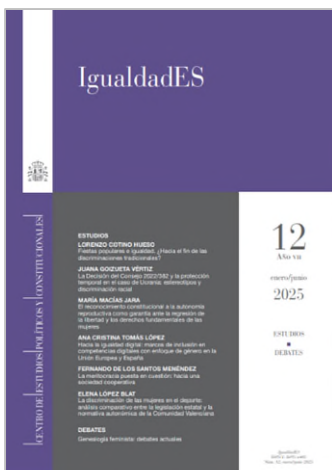 IgualdadES
CENTRO DE ESTUDIOS POLÍTICOS Y CONSTITUCIONALES
ESTUDIOS
LORENZO COTINO HUESO
Fiestas populares e igualdad. ¿Hacia el fin de las
discriminaciones tradicionales?
JUANA GOIZUETA VÉRTIZ
La Decisión del Consejo 2022/382 y la protección
temporal en el caso de Ucrania: estereotipos y
discriminación racial
MARÍA MACÍAS JARA
El reconocimiento constitucional a la autonomía
reproductiva como garantía ante la regresión de
la libertad y los derechos fundamentales de las
mujeres
ANA CRISTINA TOMÁS LÓPEZ
Hacia la igualdad digital: marcos de inclusión en
competencias digitales con enfoque de género en la
Unión Europea y España
FERNANDO DE LOS SANTOS MENÉNDEZ
La meritocracia puesta en cuestión: hacia una
sociedad cooperativa
ELENA LÓPEZ BLAT
La discriminación de las mujeres en el deporte:
análisis comparativo entre la legislación estatal y la
normativa autonómica de la Comunidad Valenciana
DEBATES
Genealogía feminista: debates actuales
12
Año VII
enero/junio
2025
ESTUDIOS
DEBATES
IgualdadES